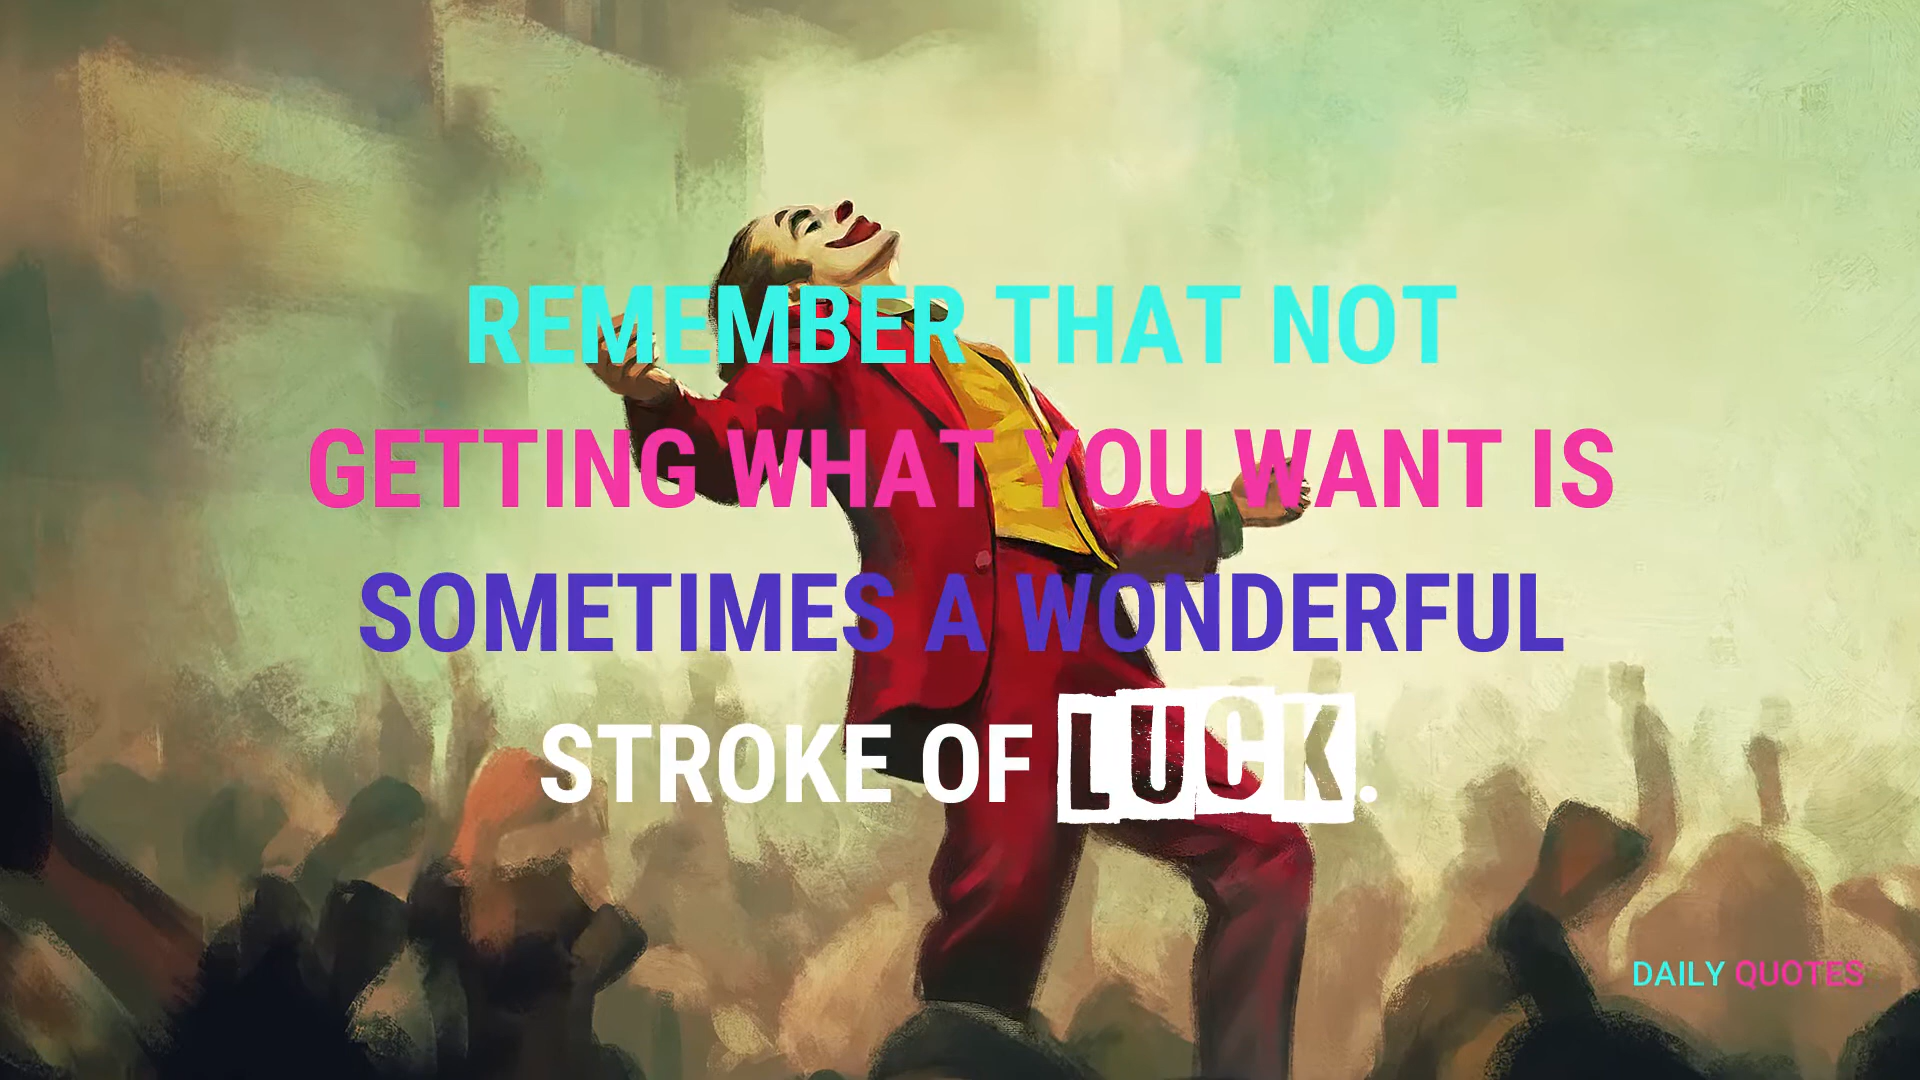 REMEMBER THAT NOT
GETTING WHAT YOU WANT IS
SOMETIMES A WONDERFUL
STROKE OF LUCK.
DAILY QUOTES